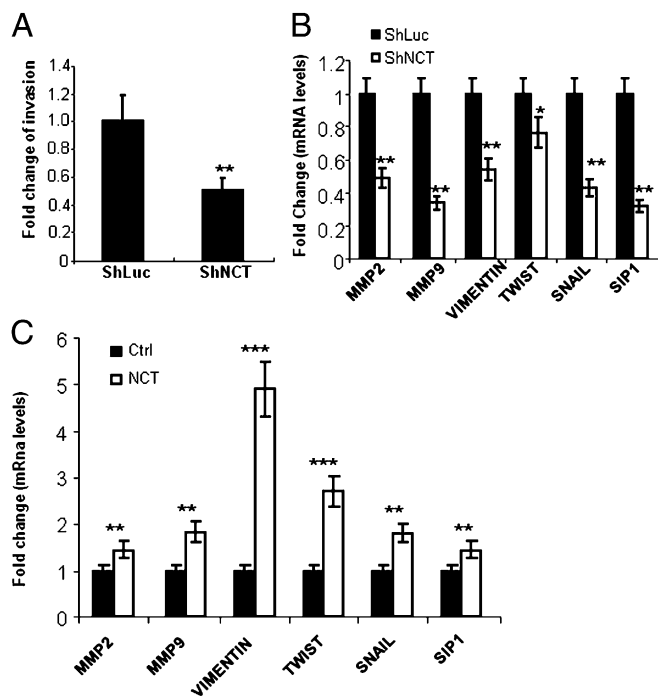 A
Fold change of invasion
1.4
1.2
1.0
0.8
0.6
0.4
0.2
0
**
ShLuc
ShNCT
B
ShLuc
ShNCT
Fold Change (mRNA levels)
1.2
1
0.8
0.6
0.4
0.2
0
**
**
**
*
**
**
MMP2
MMP9
VIMENTIN
TWIST
SNAIL
SIP1
C
Ctrl
NCT
Fold change (mRna levels)
6
5
4
3
2
1
0
**
**
***
***
**
**
MMP2
MMP9
VIMENTIN
TWIST
SNAIL
SIP1